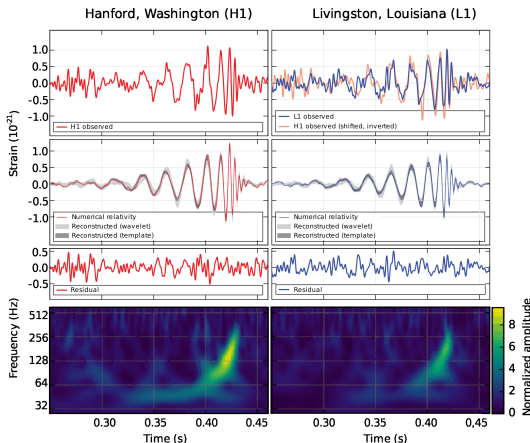 Hanford, Washington (H1)
Livingston, Louisiana (L1)
1.0
0.5
0.0
-0.5
-1.0
H1 observed
L1 observed
H1 observed (shifted, inverted)
Strain (10⁻²¹)
1.0
0.5
0.0
-0.5
-1.0
Numerical relativity
Reconstructed (wavelet)
Reconstructed (template)
Numerical relativity
Reconstructed (wavelet)
Reconstructed (template)
0.5
0.0
-0.5
Residual
Residual
Frequency (Hz)
512
256
128
64
32
Normalized amplitude
8
6
4
2
0
0.30
0.35
0.40
0.45
0.30
0.35
0.40
0.45
Time (s)
Time (s)